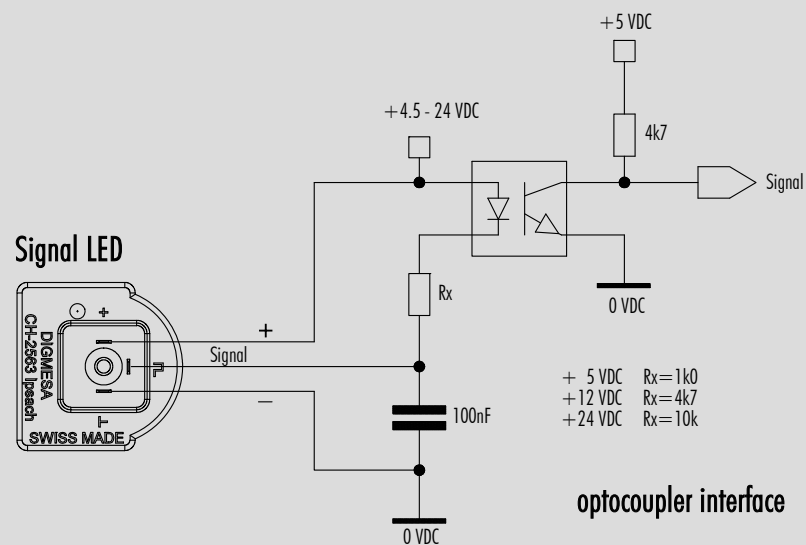 +5 VDC
+4.5 - 24 VDC
4k7
Signal
Signal LED
Rx
0 VDC
+
DIGMESA
CH-2563 Ipsach
SWISS MADE
+
Signal
−
+ 5 VDC Rx=1k0
+12 VDC Rx=4k7
+24 VDC Rx=10k
100nF
optocoupler interface
0 VDC